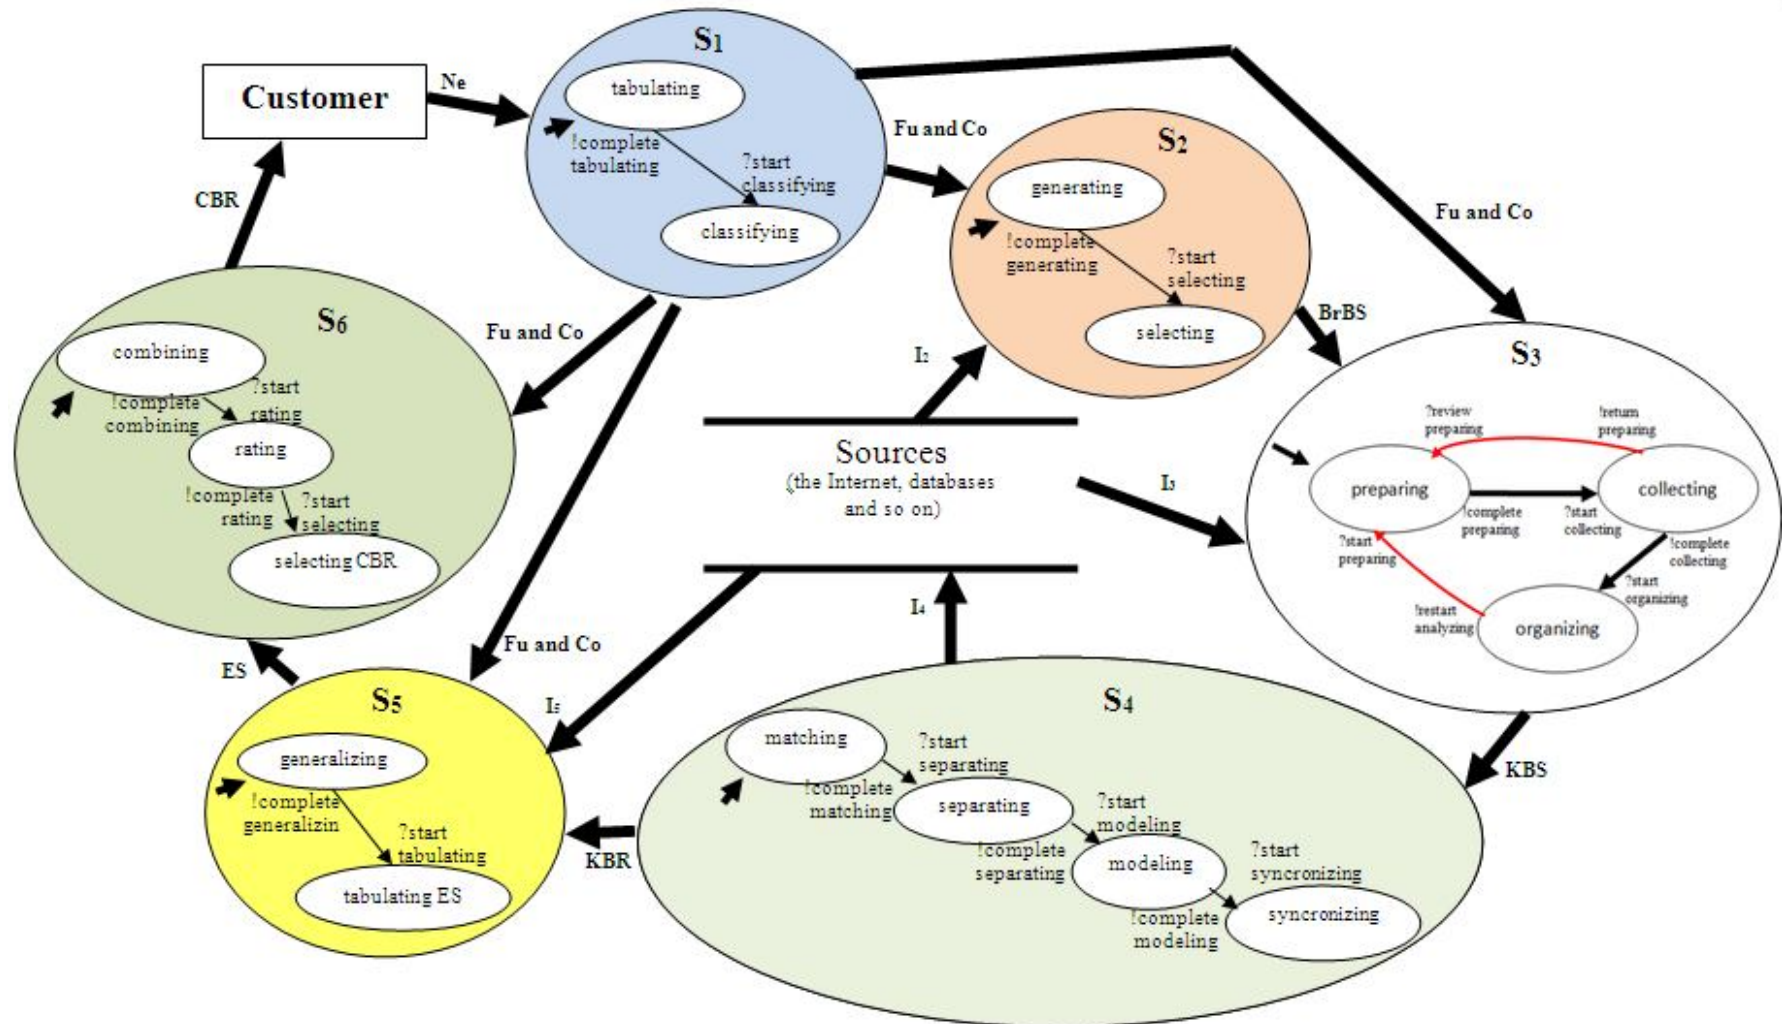 Customer
Ne
S1
tabulating
!complete
tabulating
?start
classifying
classifying
Fu and Co
Fu and Co
S2
generating
!complete
generating
?start
selecting
selecting
BrBS
CBR
S6
combining
!complete
combining
?start
rating
rating
!complete
rating
?start
selecting
selecting CBR
Fu and Co
I2
Sources
(the Internet, databases
and so on)
I3
S3
?review
preparing
!return
preparing
preparing
collecting
!complete
preparing
?start
collecting
?start
preparing
!complete
collecting
?start
organizing
!restart
analyzing
organizing
I4
Fu and Co
ES
I5
S5
generalizing
!complete
generalizin
?start
tabulating
tabulating ES
KBR
S4
matching
?start
separating
!complete
matching
separating
?start
modeling
!complete
separating
modeling
?start
syncronizing
!complete
modeling
syncronizing
KBS